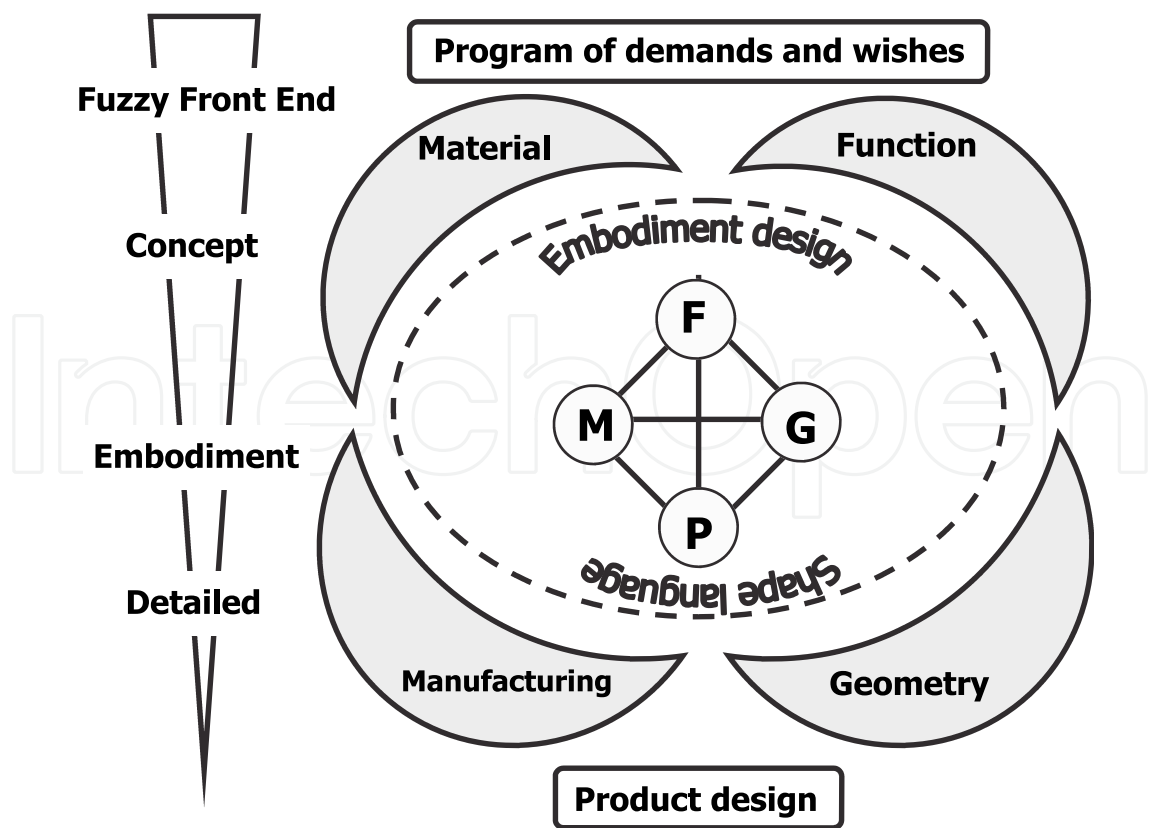 Program of demands and wishes
Fuzzy Front End
Material
Function
Concept
Embodiment design
F
M
G
Embodiment
P
Shape language
Detailed
Manufacturing
Geometry
Product design
IntechOpen